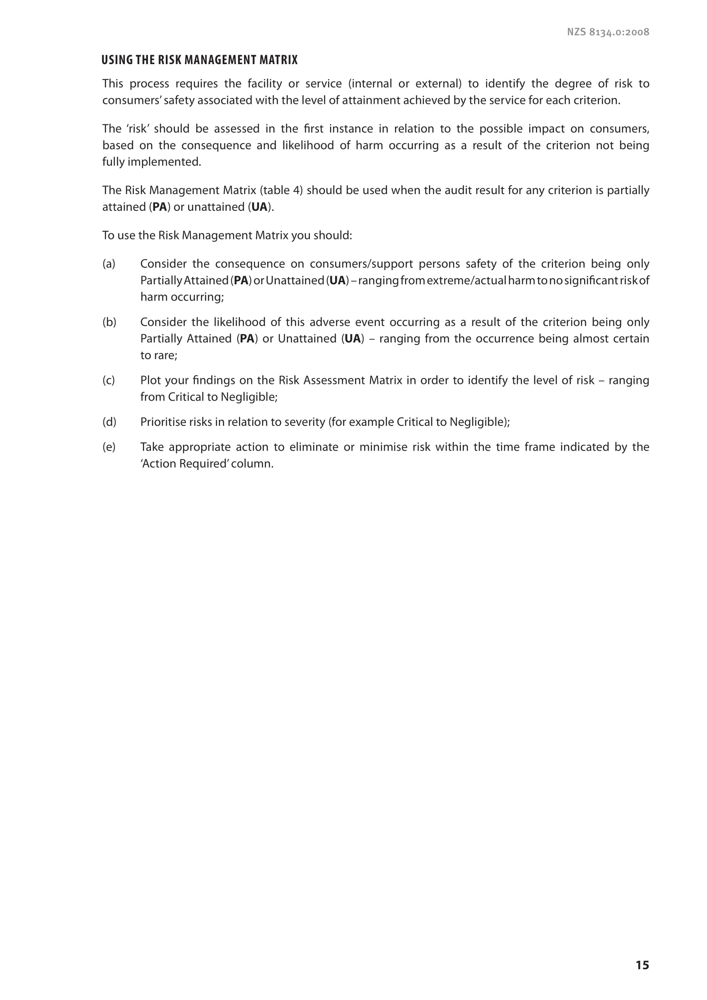 NZS 8134.0:2008
USING THE RISK MANAGEMENT MATRIX
This process requires the facility or service (internal or external) to identify the degree of risk to
consumers’ safety associated with the level of attainment achieved by the service for each criterion.
The ‘risk’ should be assessed in the first instance in relation to the possible impact on consumers,
based on the consequence and likelihood of harm occurring as a result of the criterion not being
fully implemented.
The Risk Management Matrix (table 4) should be used when the audit result for any criterion is partially
attained (PA) or unattained (UA).
To use the Risk Management Matrix you should:
(a) Consider the consequence on consumers/support persons safety of the criterion being only
Partially Attained (PA) or Unattained (UA) – ranging from extreme/actual harm to no significant risk of
harm occurring;
(b) Consider the likelihood of this adverse event occurring as a result of the criterion being only
Partially Attained (PA) or Unattained (UA) – ranging from the occurrence being almost certain
to rare;
(c) Plot your findings on the Risk Assessment Matrix in order to identify the level of risk – ranging
from Critical to Negligible;
(d) Prioritise risks in relation to severity (for example Critical to Negligible);
(e) Take appropriate action to eliminate or minimise risk within the time frame indicated by the
‘Action Required’ column.
15